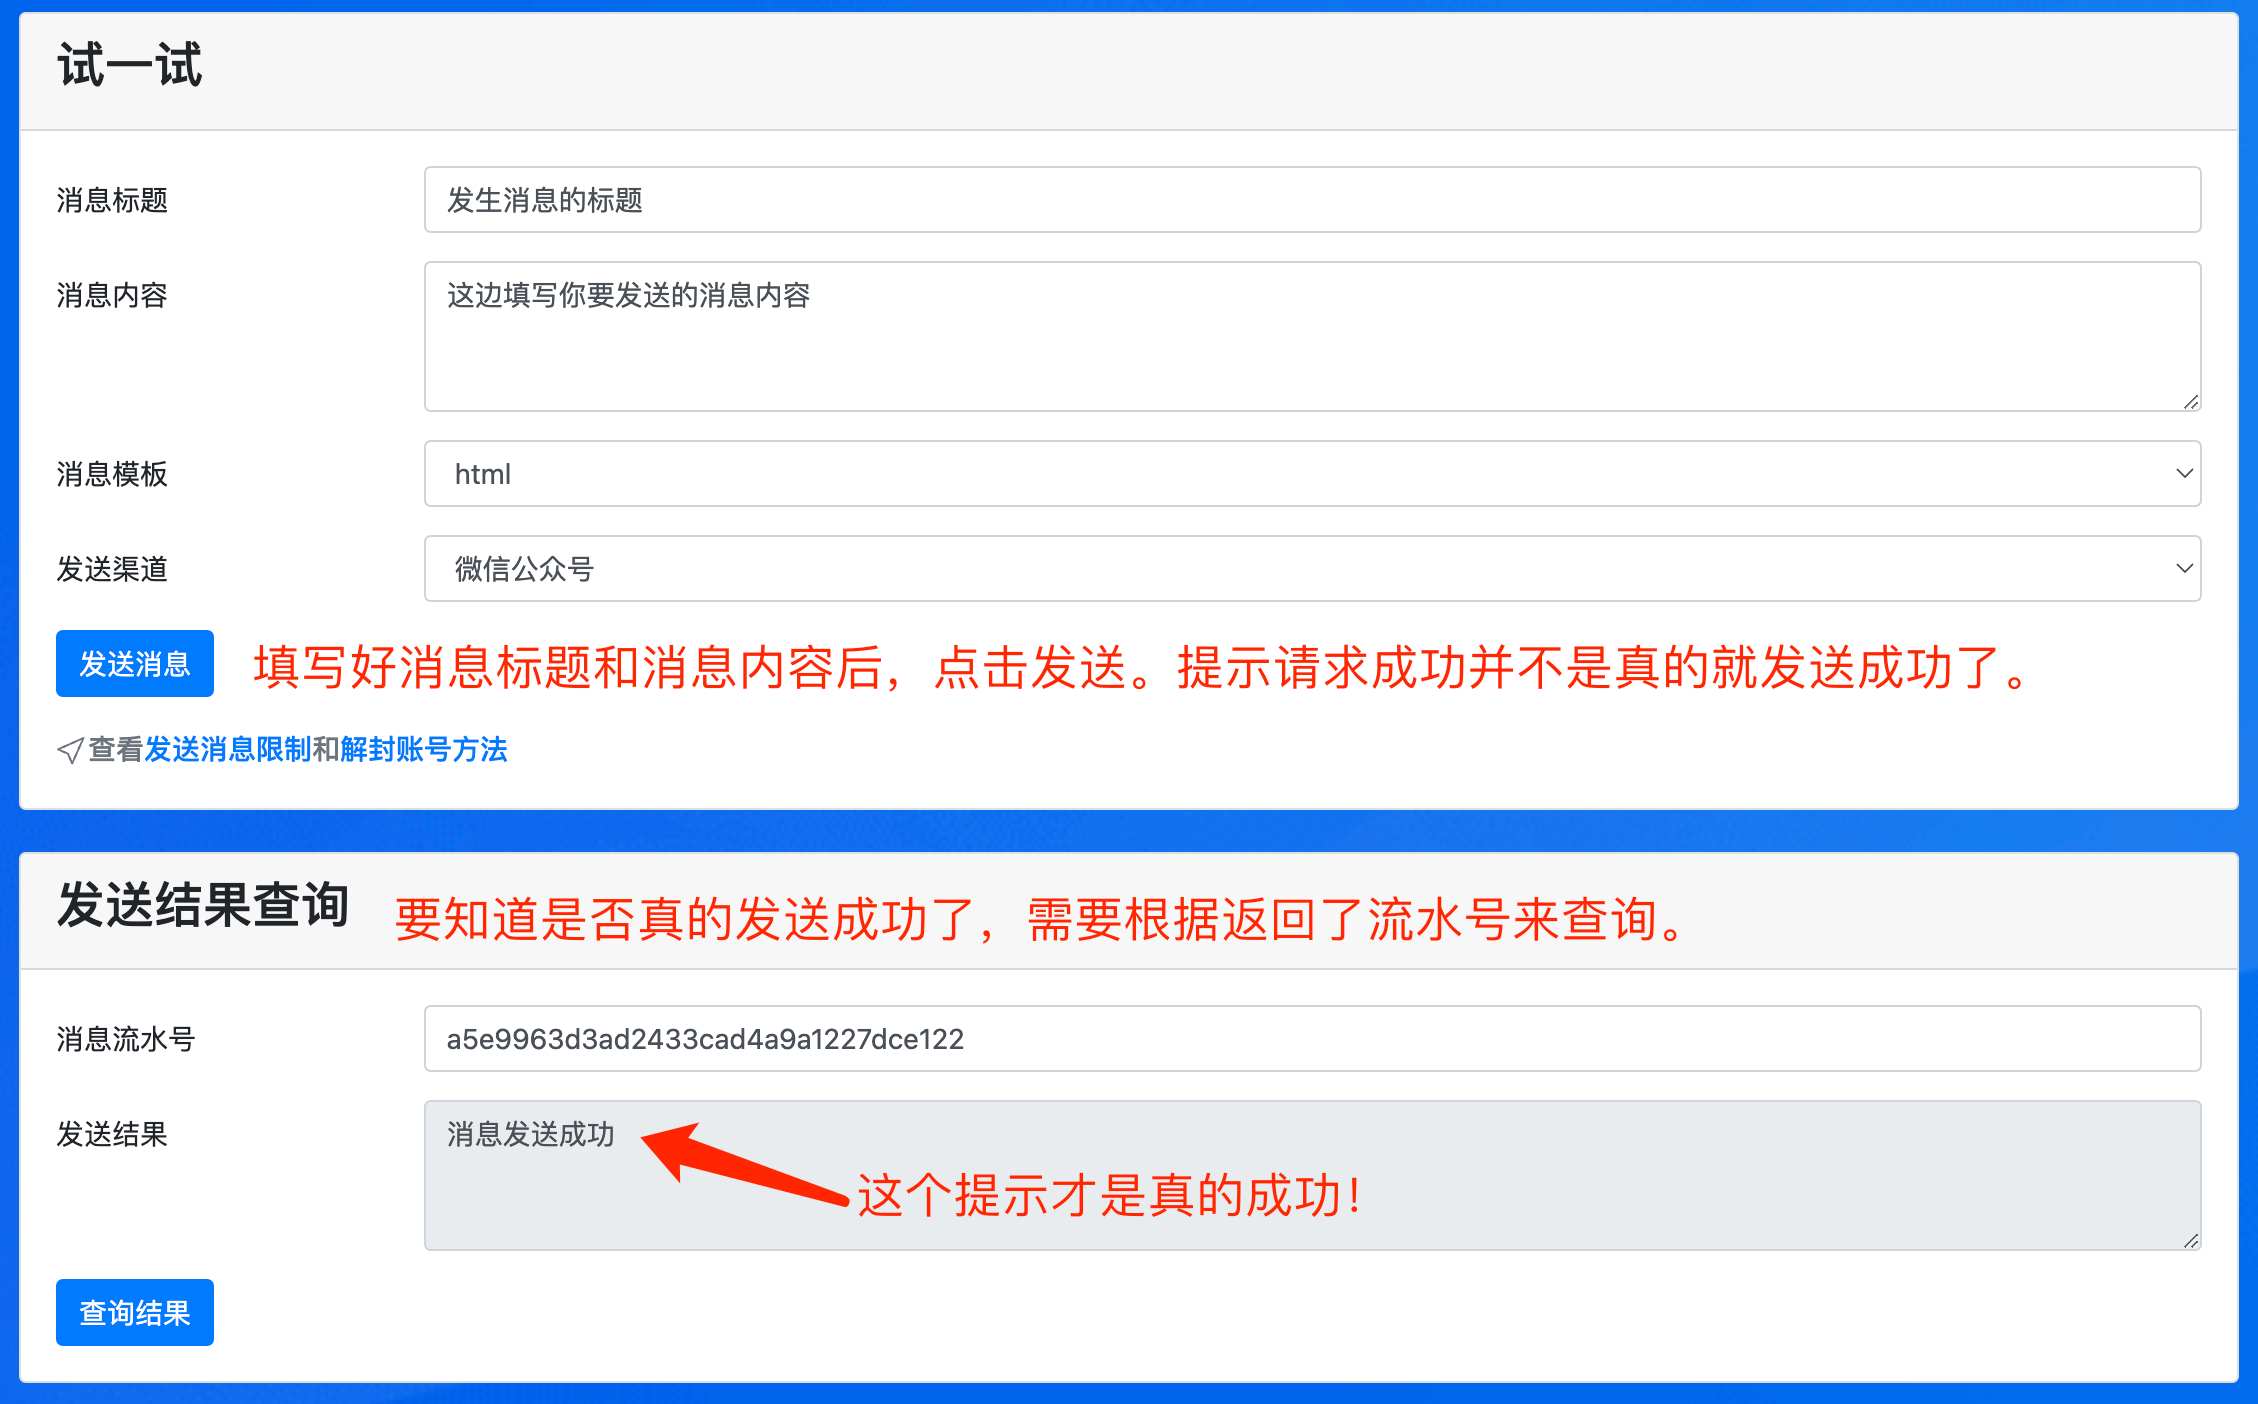 试一试
消息标题
发生消息的标题
消息内容
这边填写你要发送的消息内容
消息模板
html
发送渠道
微信公众号
发送消息
填写好消息标题和消息内容后，点击发送。提示请求成功并不是真的就发送成功了。
查看发送消息限制和解封账号方法
发送结果查询
要知道是否真的发送成功了，需要根据返回了流水号来查询。
消息流水号
a5e9963d3ad2433cad4a9a1227dce122
发送结果
消息发送成功
这个提示才是真的成功！
查询结果